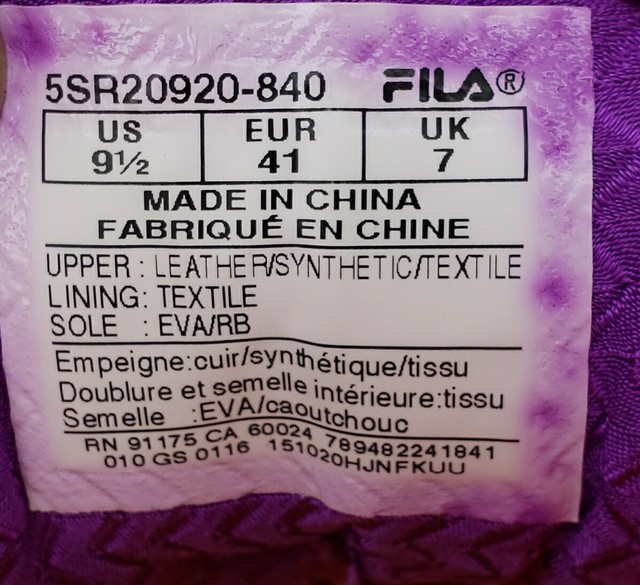 5SR20920-840 FILA®
US EUR UK
9½ 41 7
MADE IN CHINA
FABRIQUÉ EN CHINE
UPPER : LEATHER/SYNTHETIC/TEXTILE
LINING: TEXTILE
SOLE : EVA/RB
Empeigne:cuir/synthétique/tissu
Doublure et semelle intérieure:tissu
Semelle :EVA/caoutchouc
RN 91175 CA 60024 789482241841
010 GS 0116 151020HJNFKUU